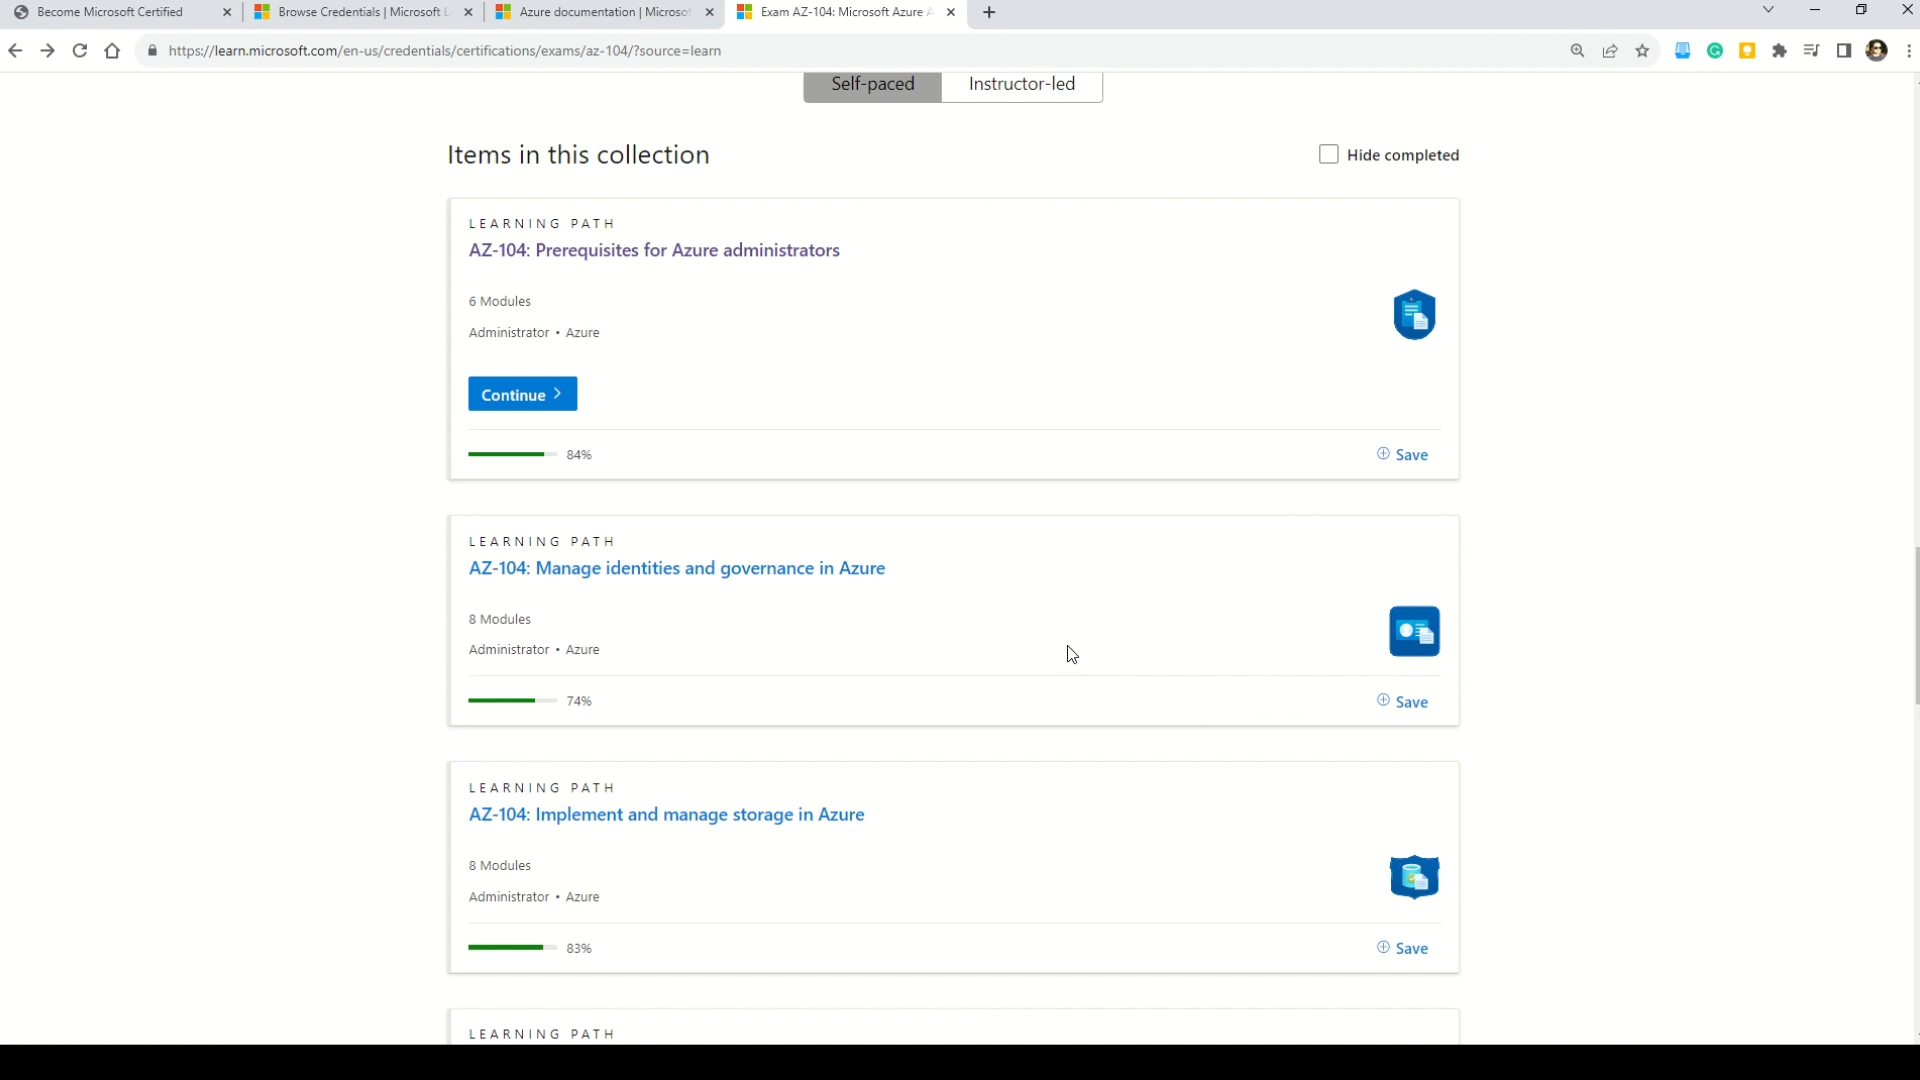 Become Microsoft Certified
Browse Credentials | Microsoft L
Azure documentation | Microsof
Exam AZ-104: Microsoft Azure A
https://learn.microsoft.com/en-us/credentials/certifications/exams/az-104/?source=learn
Self-paced
Instructor-led
Items in this collection
Hide completed
LEARNING PATH
AZ-104: Prerequisites for Azure administrators
6 Modules
Administrator • Azure
Continue
84%
Save
LEARNING PATH
AZ-104: Manage identities and governance in Azure
8 Modules
Administrator • Azure
74%
Save
LEARNING PATH
AZ-104: Implement and manage storage in Azure
8 Modules
Administrator • Azure
83%
Save
LEARNING PATH